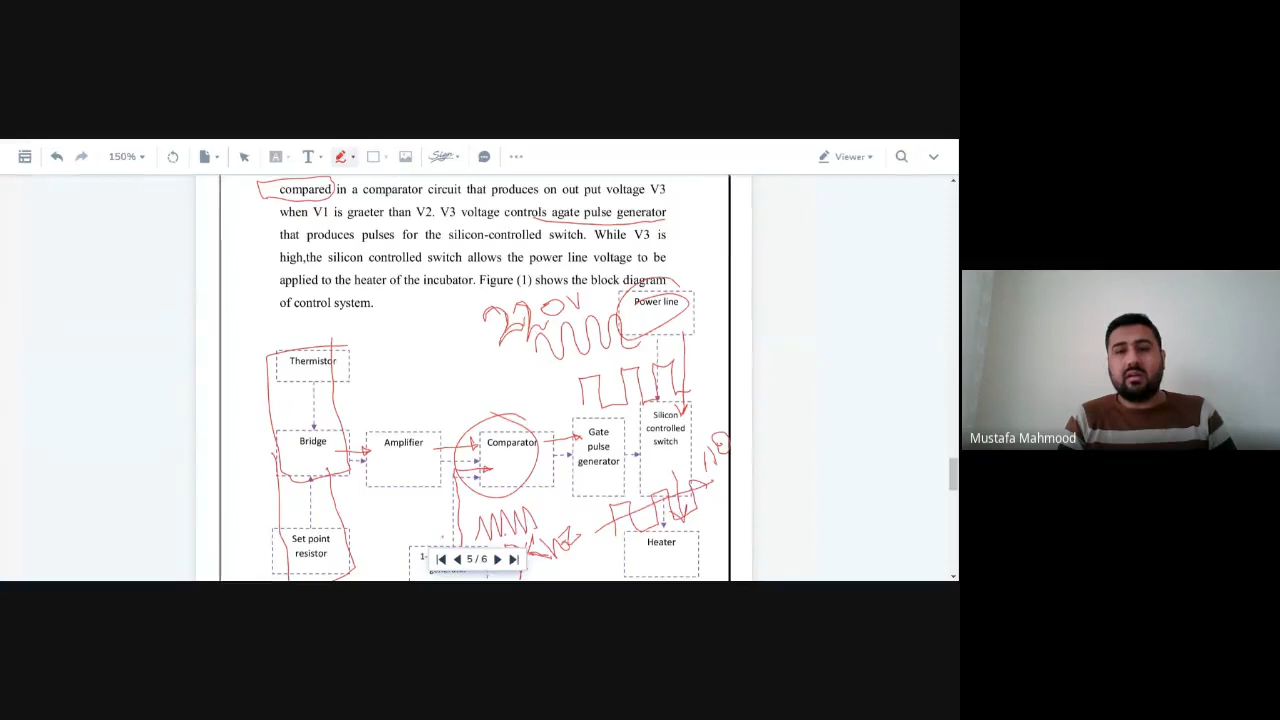 150%
T
Sign
Viewer
compared in a comparator circuit that produces on out put voltage V3
when V1 is graeter than V2. V3 voltage controls agate pulse generator
that produces pulses for the silicon-controlled switch. While V3 is
high,the silicon controlled switch allows the power line voltage to be
applied to the heater of the incubator. Figure (1) shows the block diagram
of control system.
220V
Power line
Thermistor
Bridge
Amplifier
Comparator
Gate
pulse
generator
Silicon
controlled
switch
110
Set point
resistor
Heater
5 / 6
Mustafa Mahmood